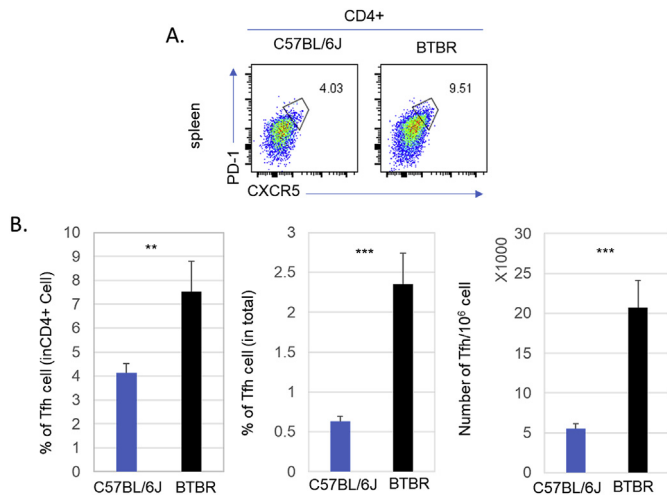 A.
CD4+
C57BL/6J
BTBR
4.03
9.51
spleen
PD-1
CXCR5
B.
% of Tfh cell (inCD4+ Cell)
10
9
8
7
6
5
4
3
2
1
0
**
C57BL/6J
BTBR
% of Tfh cell (in total)
3
2.5
2
1.5
1
0.5
0
***
C57BL/6J
BTBR
Number of Tfh/10⁶ cell
X1000
30
25
20
15
10
5
0
***
C57BL/6J
BTBR